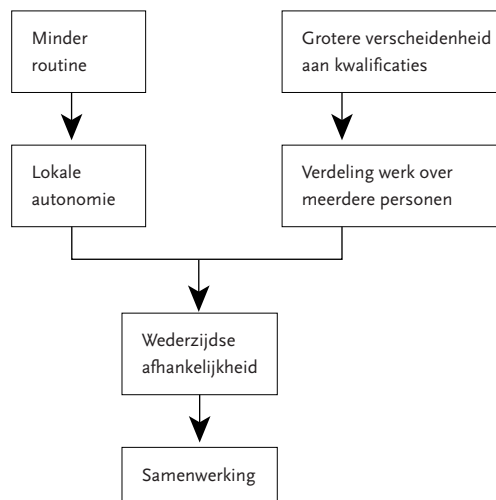 Minder
routine
Grotere verscheidenheid
aan kwalificaties
Lokale
autonomie
Verdeling werk over
meerdere personen
Wederzijdse
afhankelijkheid
Samenwerking